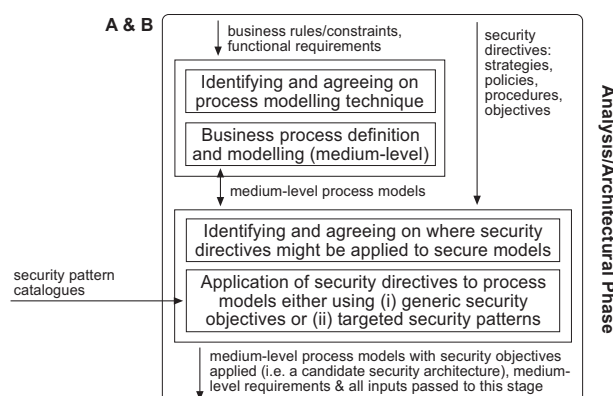 A & B
business rules/constraints,
functional requirements
security
directives:
strategies,
policies,
procedures,
objectives
Identifying and agreeing on
process modelling technique
Business process definition
and modelling (medium-level)
medium-level process models
Identifying and agreeing on where security
directives might be applied to secure models
security pattern
catalogues
Application of security directives to process
models either using (i) generic security
objectives or (ii) targeted security patterns
medium-level process models with security objectives
applied (i.e. a candidate security architecture), medium-
level requirements & all inputs passed to this stage
Analysis/Architectural Phase